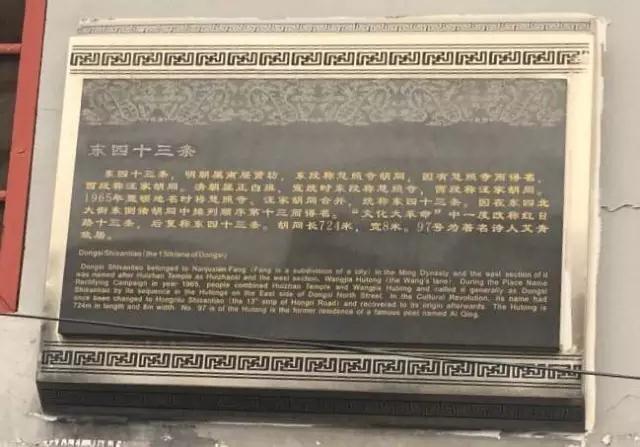 东四十三条
东四十三条，明朝属南居贤坊，东段称慧照寺胡同，因有慧照寺而得名，
西段称汪家胡同。清朝属正白旗，宣统时东段称慧照寺，西段称汪家胡同。
1965年整顿地名时将慧照寺、汪家胡同合并，统称东四十三条。因在东四北
大街东侧诸胡同中排列顺序第十三而得名。“文化大革命”中一度改称红日
路十三条，后复称东四十三条。胡同长724米，宽8米。97号为著名诗人艾青
故居。
Dongsi Shisantiao (the 13th lane of Dongsi)
Dongsi Shisantiao belonged to Nanjuxian Fang (Fang is a subdivision of a city) in the Ming Dynasty and the east section of it
was named after Huizhao Temple as Huizhaosi and the west section, Wangjia Hutong (the Wang's lane). During the Place Name
Rectifying Campaign in year 1965, people combined Huizhao Temple and Wangjia Hutong and called it generally as Dongsi
Shisantiao by its sequence in the Hutongs on the East side of Dongsi North Street. In the Cultural Revolution, its name had
once been changed to Hongrilu Shisantiao (the 13th strip of Hongri Road) and recovered to its origin afterwards. The Hutong is
724m in length and 8m width. No. 97 is of the Hutong is the former residence of a famous poet named Ai Qing.